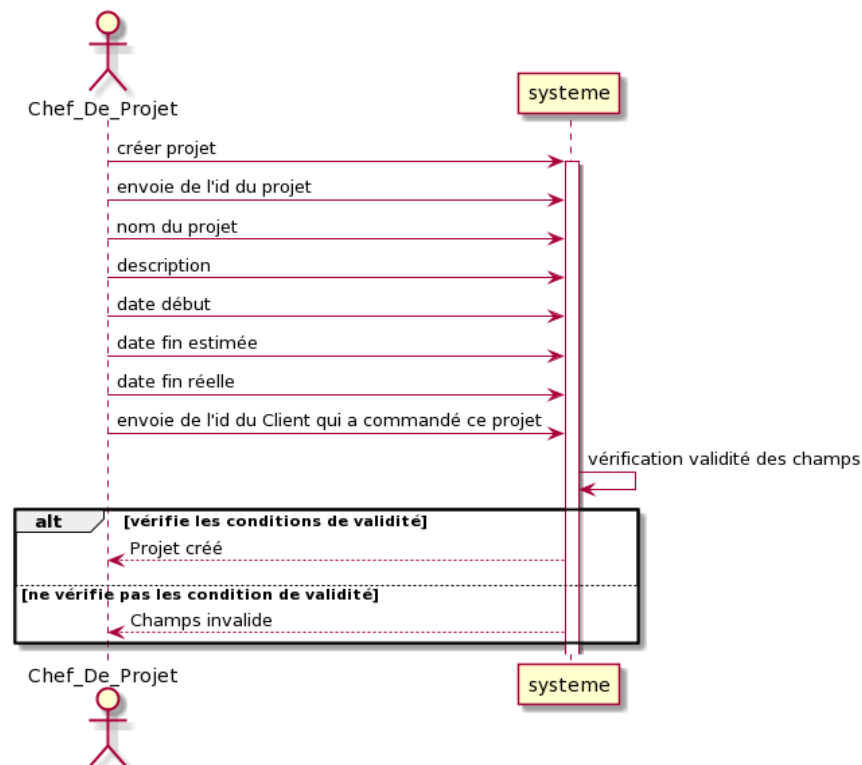 Chef_De_Projet
systeme
créer projet
envoie de l'id du projet
nom du projet
description
date début
date fin estimée
date fin réelle
envoie de l'id du Client qui a commandé ce projet
vérification validité des champs
alt [vérifie les conditions de validité]
Projet créé
[ne vérifie pas les condition de validité]
Champs invalide
Chef_De_Projet
systeme